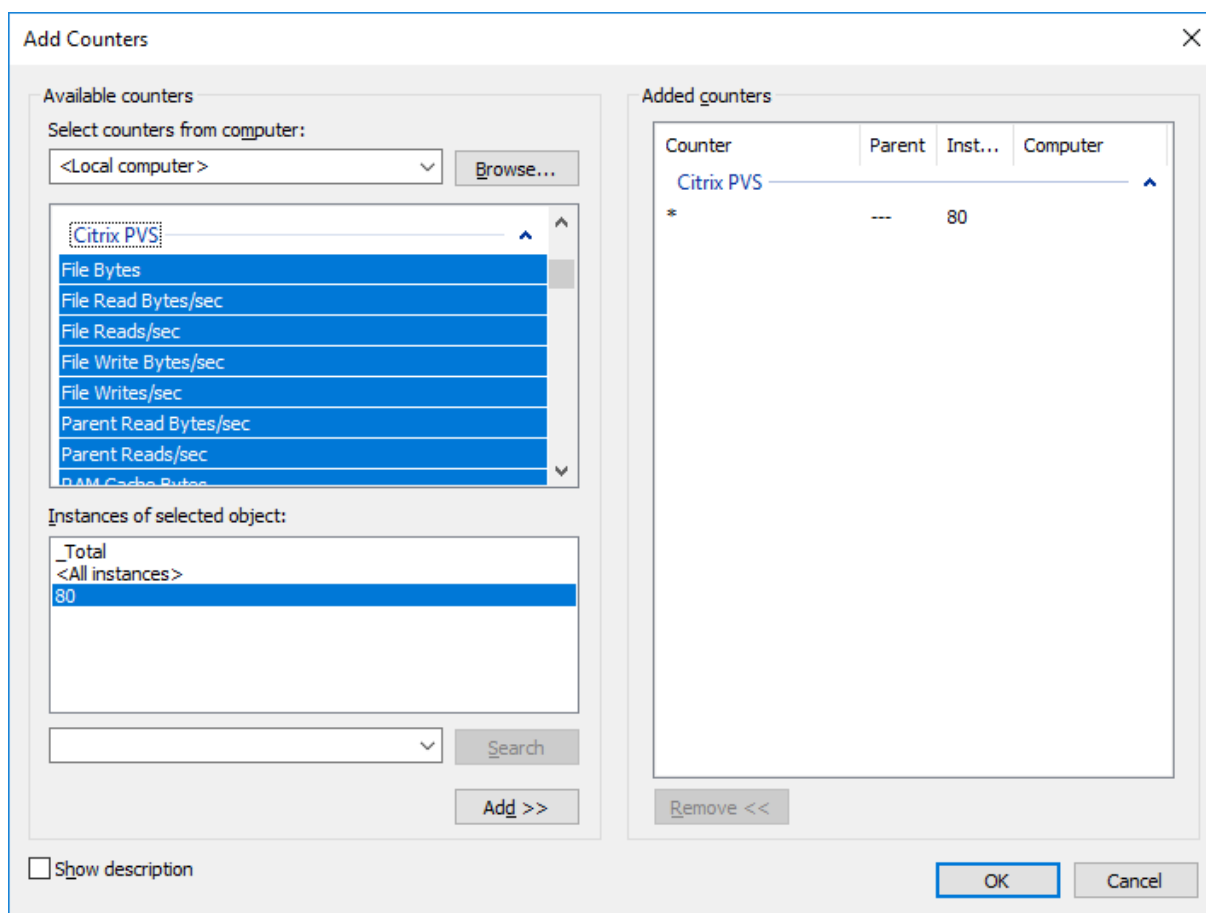 Add Counters
Available counters
Select counters from computer:
<Local computer>
Browse...
Citrix PVS
File Bytes
File Read Bytes/sec
File Reads/sec
File Write Bytes/sec
File Writes/sec
Parent Read Bytes/sec
Parent Reads/sec
RAM Cache Bytes
Instances of selected object:
_Total
<All instances>
80
Search
Add >>
Show description
Added counters
Counter Parent Inst... Computer
Citrix PVS
* --- 80
Remove <<
OK Cancel